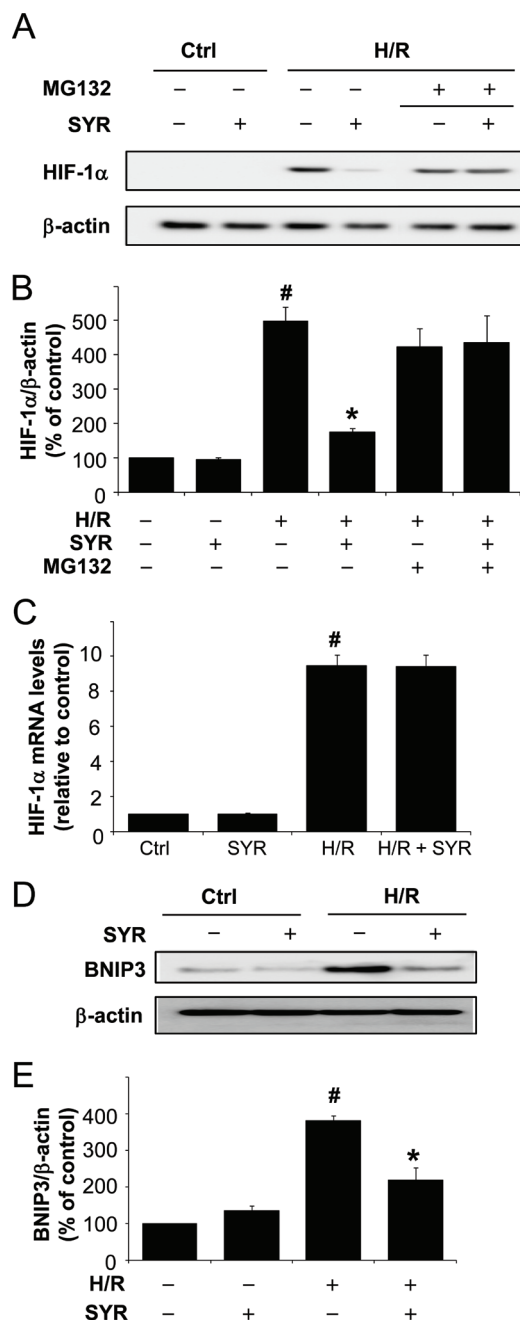 A
Ctrl H/R
MG132 – – – – + +
SYR – + – + – +
HIF-1α
β-actin
B
HIF-1α/β-actin
(% of control)
500
400
300
200
100
0
#
*
H/R – – + + + +
SYR – + – + – +
MG132 – – – – + +
C
HIF-1α mRNA levels
(relative to control)
10
8
6
4
2
0
#
Ctrl SYR H/R H/R + SYR
D
Ctrl H/R
SYR – + – +
BNIP3
β-actin
E
BNIP3/β-actin
(% of control)
400
300
200
100
0
#
*
H/R – – + +
SYR – + – +